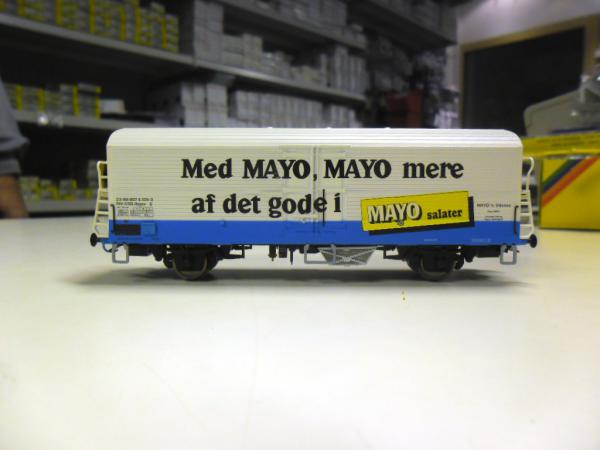 Med MAYO, MAYO mere
af det gode i
MAYO salater